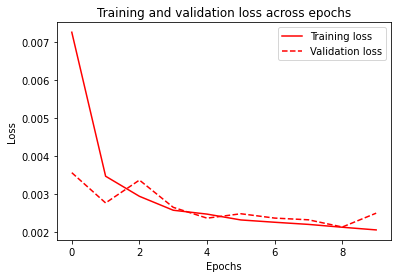 Training and validation loss across epochs
Training loss
Validation loss
0.007
0.006
0.005
0.004
0.003
0.002
Loss
0 2 4 6 8
Epochs